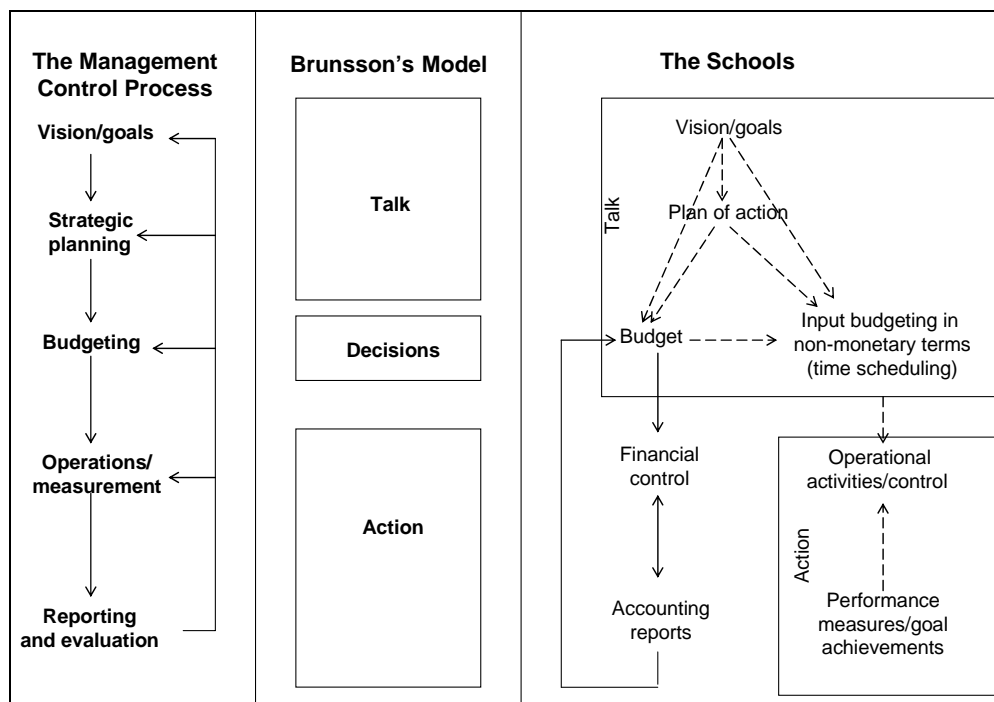 The Management
Control Process
Vision/goals
Strategic
planning
Budgeting
Operations/
measurement
Reporting
and evaluation
Brunsson's Model
Talk
Decisions
Action
The Schools
Talk
Vision/goals
Plan of action
Budget
Input budgeting in
non-monetary terms
(time scheduling)
Financial
control
Accounting
reports
Action
Operational
activities/control
Performance
measures/goal
achievements